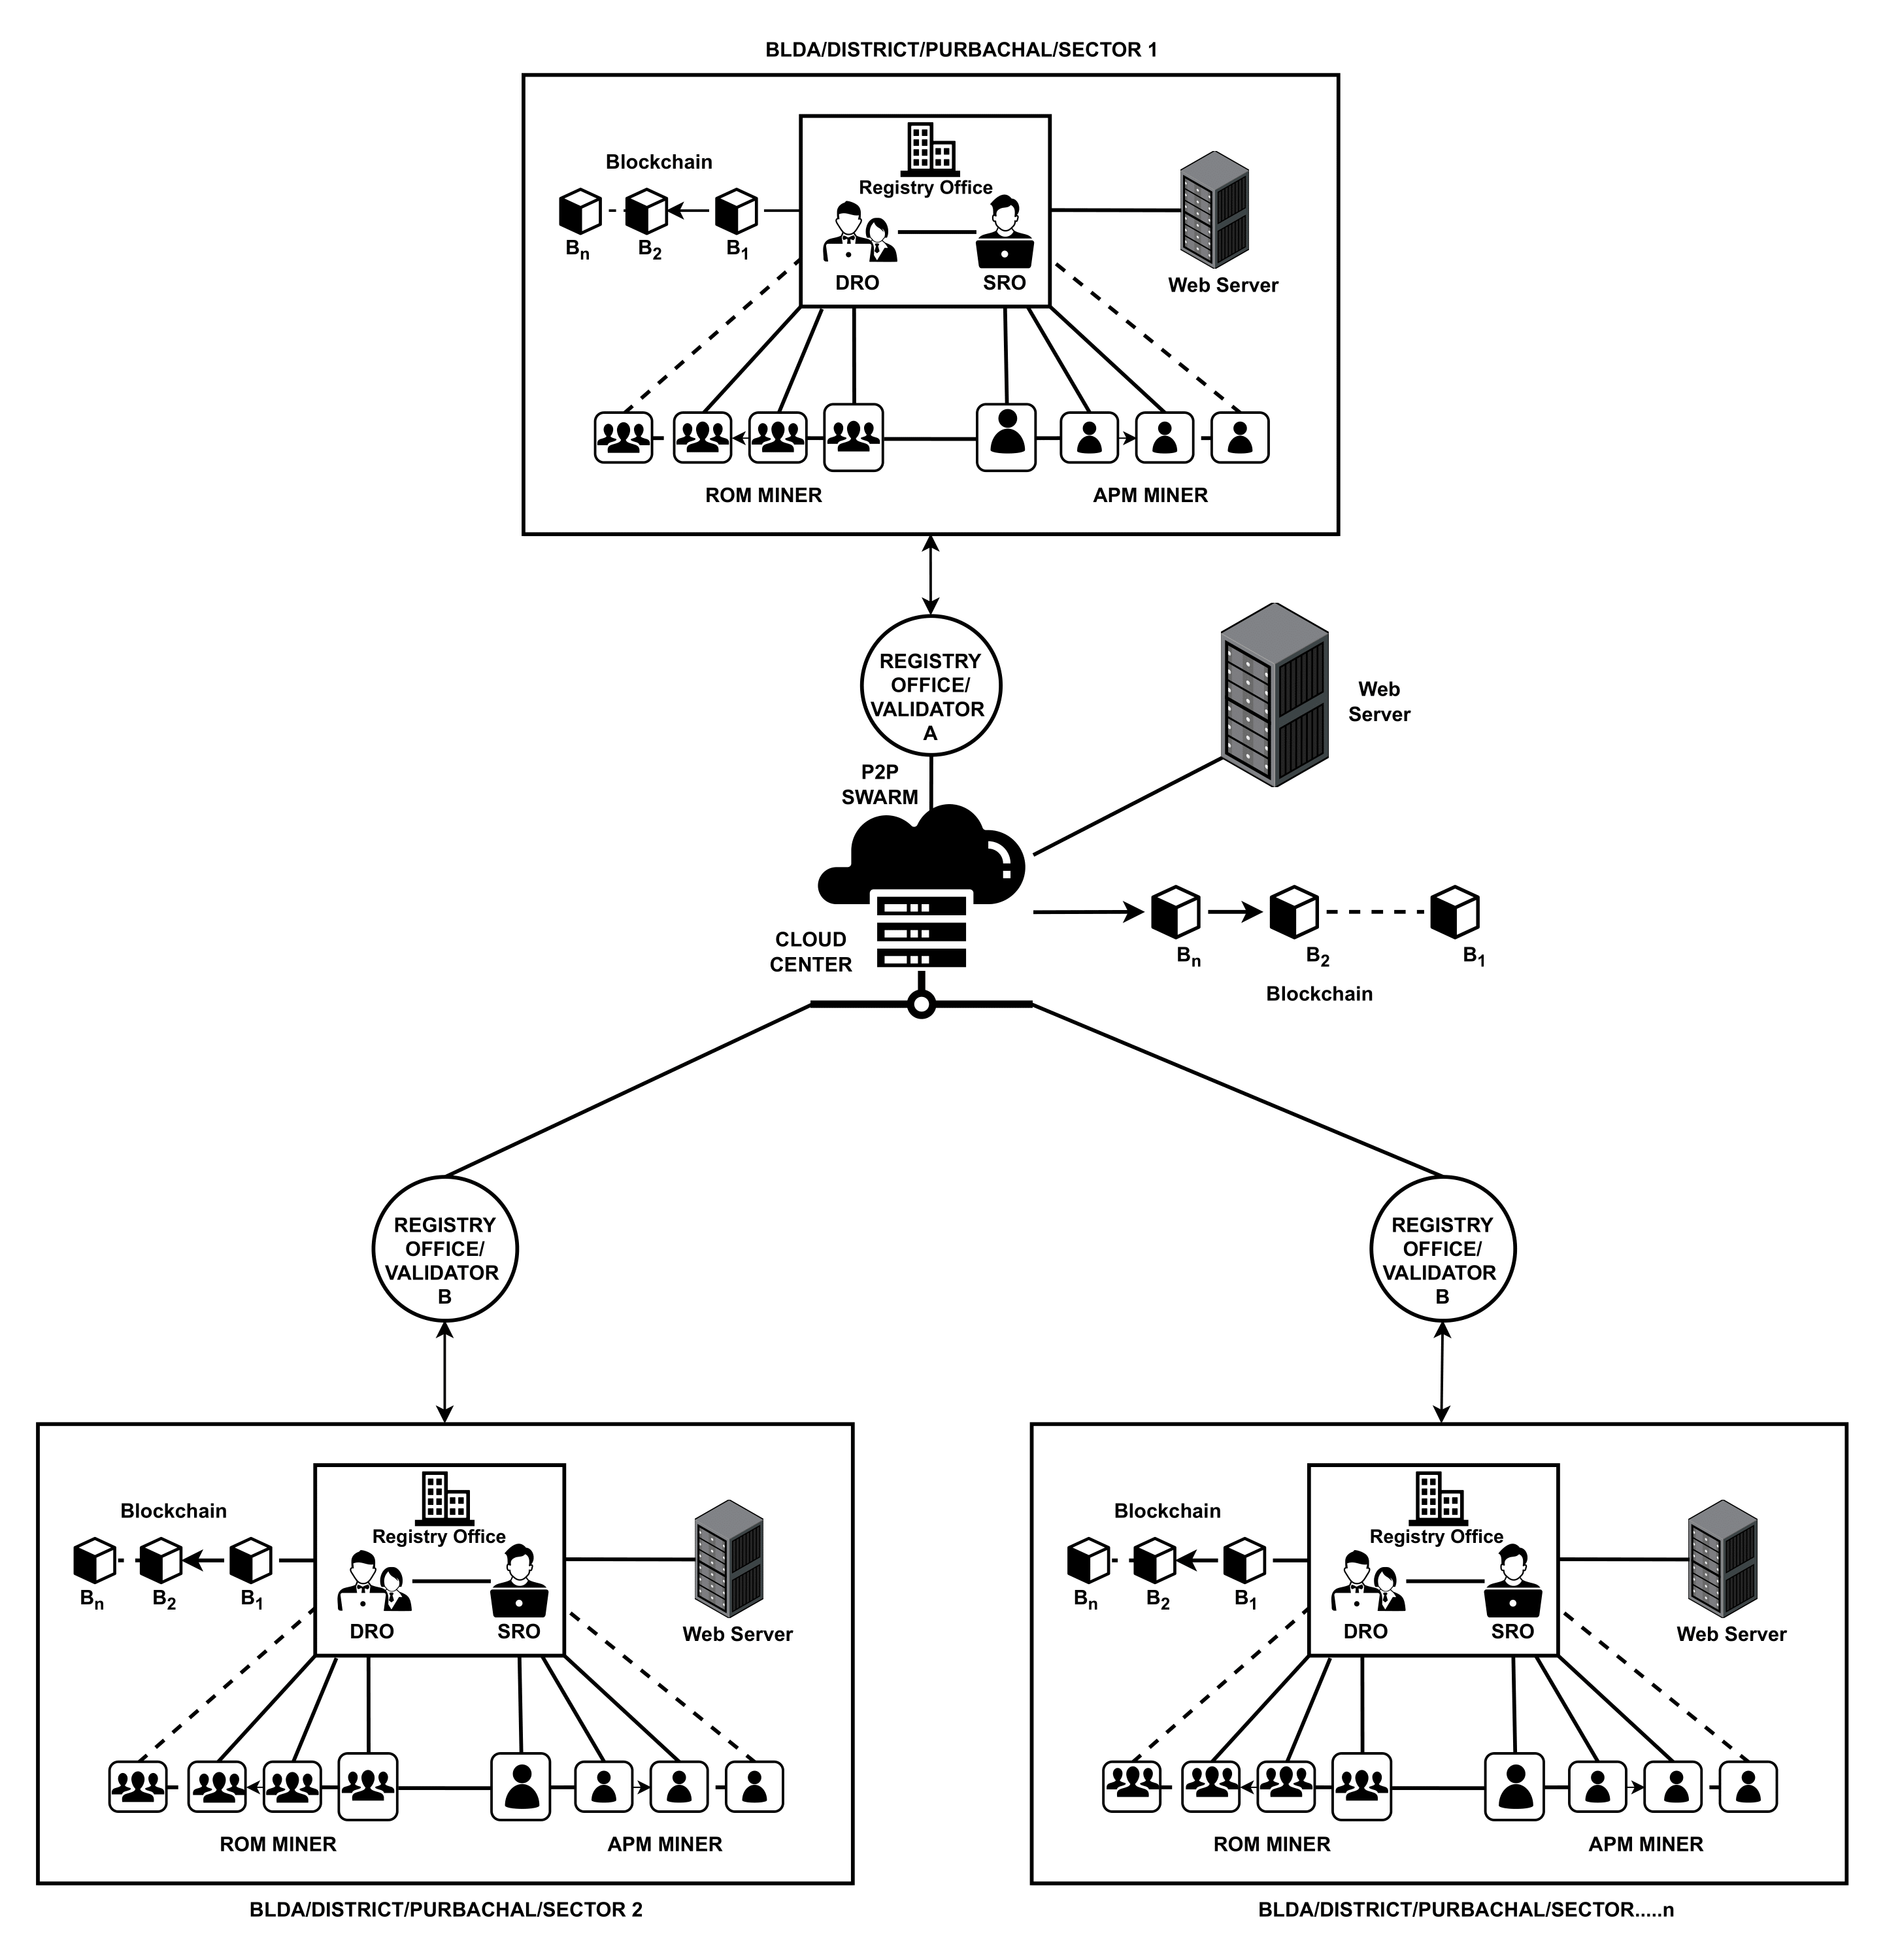 BLDA/DISTRICT/PURBACHAL/SECTOR 1
Blockchain
Bn
B2
B1
Registry Office
DRO
SRO
Web Server
ROM MINER
APM MINER
REGISTRY
OFFICE/
VALIDATOR
A
P2P
SWARM
Web
Server
CLOUD
CENTER
Bn
B2
B1
Blockchain
REGISTRY
OFFICE/
VALIDATOR
B
REGISTRY
OFFICE/
VALIDATOR
B
Blockchain
Bn
B2
B1
Registry Office
DRO
SRO
Web Server
ROM MINER
APM MINER
BLDA/DISTRICT/PURBACHAL/SECTOR 2
Blockchain
Bn
B2
B1
Registry Office
DRO
SRO
Web Server
ROM MINER
APM MINER
BLDA/DISTRICT/PURBACHAL/SECTOR.....n